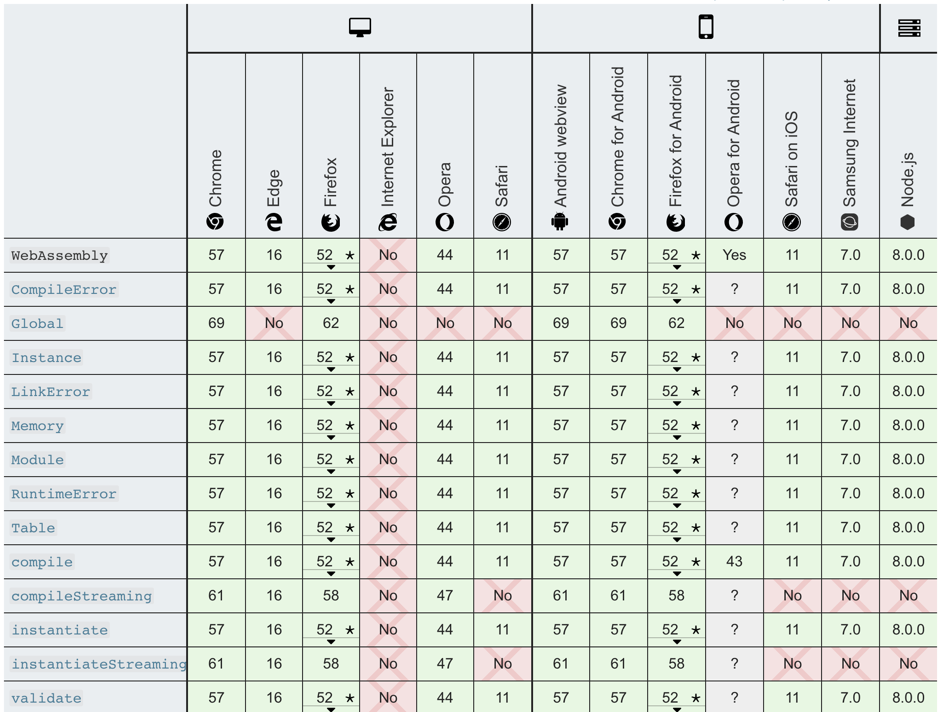 Chrome Edge Firefox Internet Explorer Opera Safari Android webview Chrome for Android Firefox for Android Opera for Android Safari on iOS Samsung Internet Node.js
WebAssembly 57 16 52 * No 44 11 57 57 52 * Yes 11 7.0 8.0.0
CompileError 57 16 52 * No 44 11 57 57 52 * ? 11 7.0 8.0.0
Global 69 No 62 No No No 69 69 62 No No No No
Instance 57 16 52 * No 44 11 57 57 52 * ? 11 7.0 8.0.0
LinkError 57 16 52 * No 44 11 57 57 52 * ? 11 7.0 8.0.0
Memory 57 16 52 * No 44 11 57 57 52 * ? 11 7.0 8.0.0
Module 57 16 52 * No 44 11 57 57 52 * ? 11 7.0 8.0.0
RuntimeError 57 16 52 * No 44 11 57 57 52 * ? 11 7.0 8.0.0
Table 57 16 52 * No 44 11 57 57 52 * ? 11 7.0 8.0.0
compile 57 16 52 * No 44 11 57 57 52 * 43 11 7.0 8.0.0
compileStreaming 61 16 58 No 47 No 61 61 58 ? No No No
instantiate 57 16 52 * No 44 11 57 57 52 * ? 11 7.0 8.0.0
instantiateStreaming 61 16 58 No 47 No 61 61 58 ? No No No
validate 57 16 52 * No 44 11 57 57 52 * ? 11 7.0 8.0.0